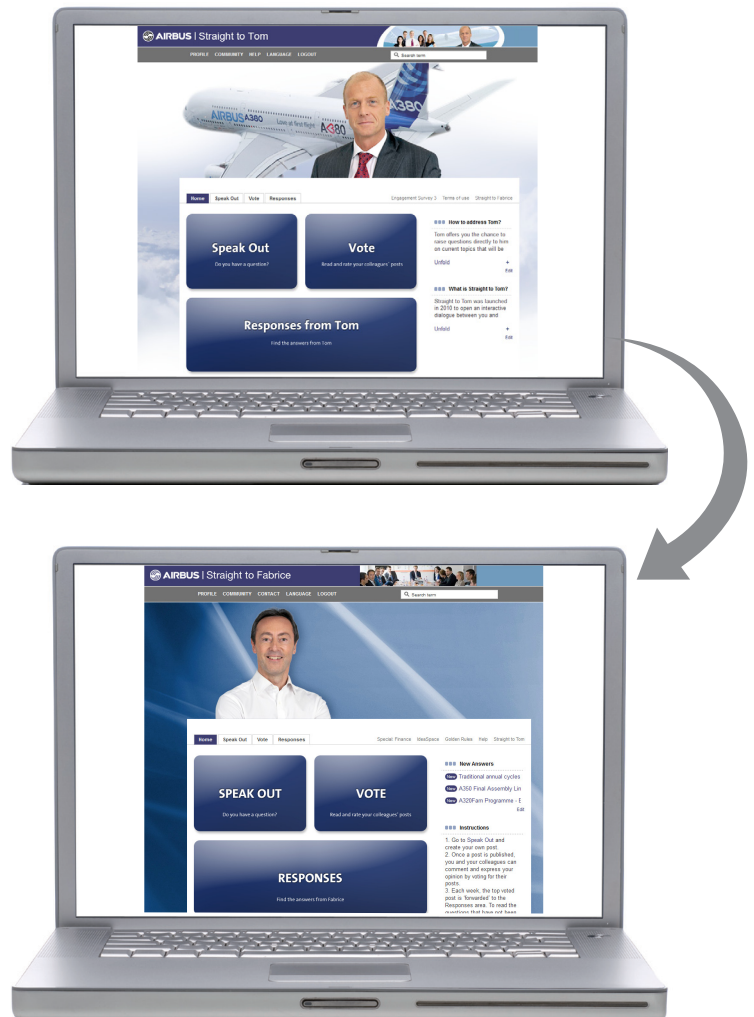 AIRBUS | Straight to Tom
PROFILE COMMUNITY HELP LANGUAGE LOGOUT
Search term
AIRBUS A380 Love at first flight A380
A380
Home Speak Out Vote Responses
Engagement Survey 3 Terms of use Straight to Fabrice
Speak Out
Do you have a question?
Vote
Read and rate your colleagues' posts
Responses from Tom
Find the answers from Tom
How to address Tom?
Tom offers you the chance to
raise questions directly to him
on current topics that will be
Unfold +
Edit
What is Straight to Tom?
Straight to Tom was launched
in 2010 to open an interactive
dialogue between you and
Unfold +
Edit
AIRBUS | Straight to Fabrice
PROFILE COMMUNITY CONTACT LANGUAGE LOGOUT
Search term
Home Speak Out Vote Responses
Special: Finance IdeaSpace Golden Rules Help Straight to Tom
SPEAK OUT
Do you have a question?
VOTE
Read and rate your colleagues' posts
RESPONSES
Find the answers from Fabrice
New Answers
New Traditional annual cycles
New A350 Final Assembly Lin
New A320Fam Programme - E
Edit
Instructions
1. Go to Speak Out and
create your own post.
2. Once a post is published,
you and your colleagues can
comment and express your
opinion by voting for their
posts.
3. Each week, the top voted
post is 'forwarded' to the
Responses area. To read the
questions that have not been